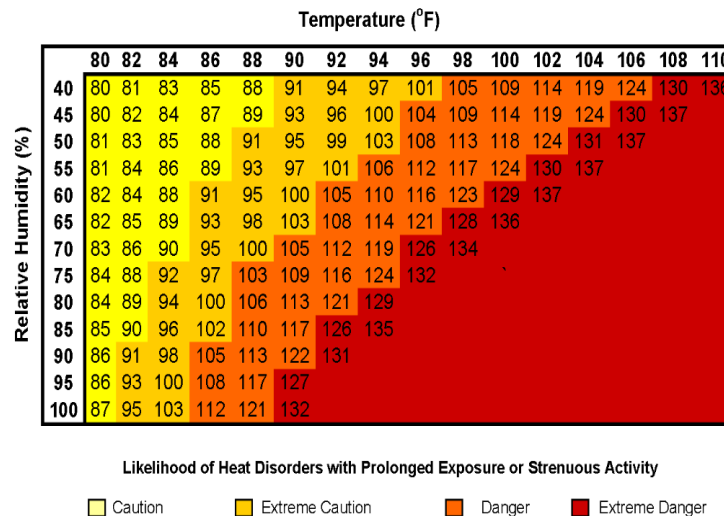 Temperature (°F)
80 82 84 86 88 90 92 94 96 98 100 102 104 106 108 110
Relative Humidity (%)
40 80 81 83 85 88 91 94 97 101 105 109 114 119 124 130 136
45 80 82 84 87 89 93 96 100 104 109 114 119 124 130 137
50 81 83 85 88 91 95 99 103 108 113 118 124 131 137
55 81 84 86 89 93 97 101 106 112 117 124 130 137
60 82 84 88 91 95 100 105 110 116 123 129 137
65 82 85 89 93 98 103 108 114 121 128 136
70 83 86 90 95 100 105 112 119 126 134
75 84 88 92 97 103 109 116 124 132
80 84 89 94 100 106 113 121 129
85 85 90 96 102 110 117 126 135
90 86 91 98 105 113 122 131
95 86 93 100 108 117 127
100 87 95 103 112 121 132
Likelihood of Heat Disorders with Prolonged Exposure or Strenuous Activity
Caution Extreme Caution Danger Extreme Danger